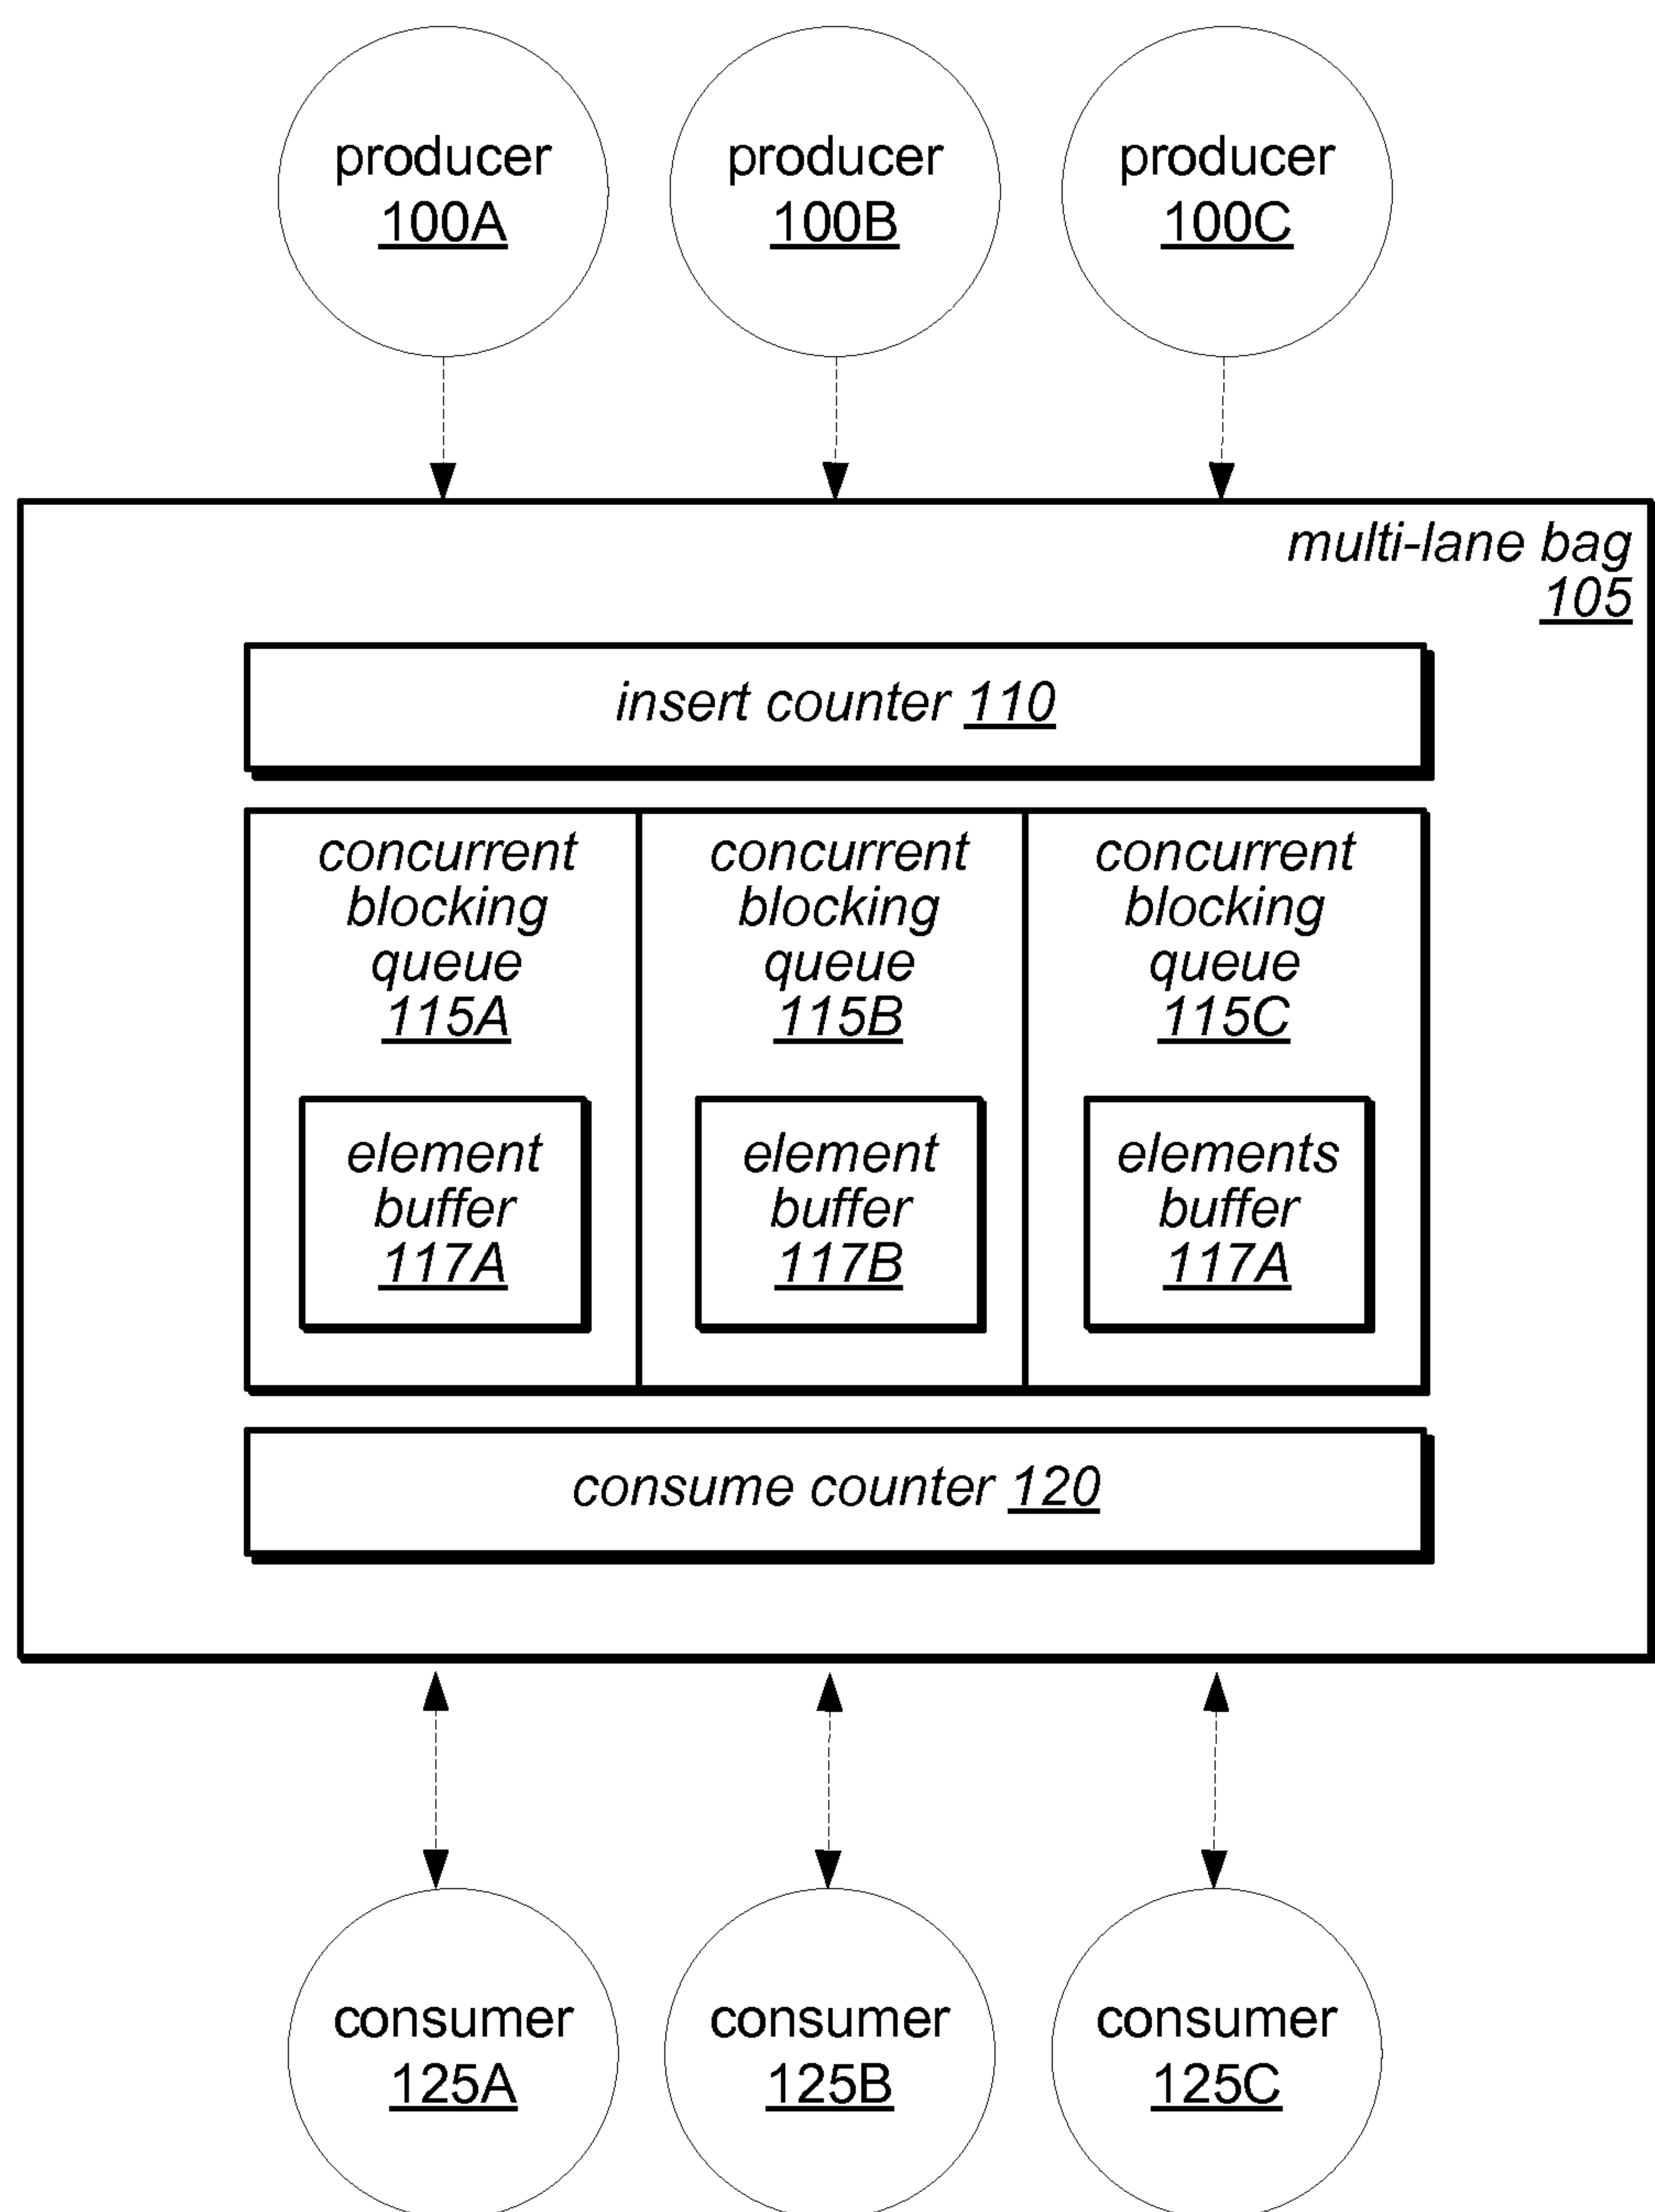 producer
100A
producer
100B
producer
100C
multi-lane bag
105
insert counter 110
concurrent
blocking
queue
115A
concurrent
blocking
queue
115B
concurrent
blocking
queue
115C
element
buffer
117A
element
buffer
117B
elements
buffer
117A
consume counter 120
consumer
125A
consumer
125B
consumer
125C